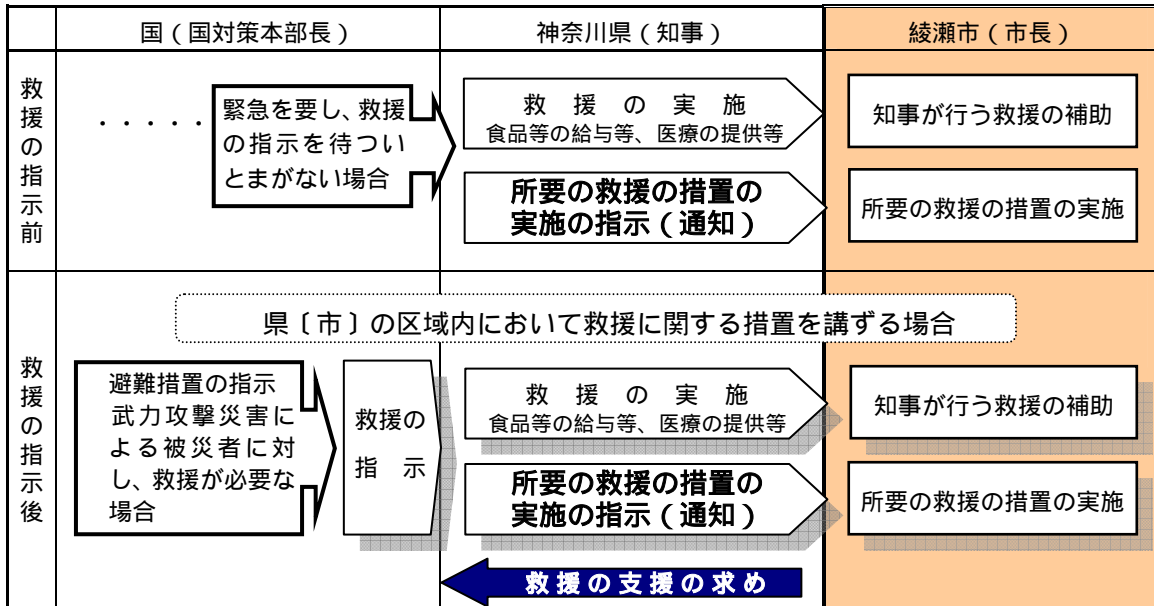 国（国対策本部長）
神奈川県（知事）
綾瀬市（市長）
救援の指示前
・・・・・
緊急を要し、救援
の指示を待つい
とまがない場合
救援の実施
食品等の給与等、医療の提供等
知事が行う救援の補助
所要の救援の措置の
実施の指示（通知）
所要の救援の措置の実施
県〔市〕の区域内において救援に関する措置を講ずる場合
救援の指示後
避難措置の指示
武力攻撃災害に
よる被災者に対
し、救援が必要な
場合
救援の
指示
救援の実施
食品等の給与等、医療の提供等
知事が行う救援の補助
所要の救援の措置の
実施の指示（通知）
所要の救援の措置の実施
救援の支援の求め